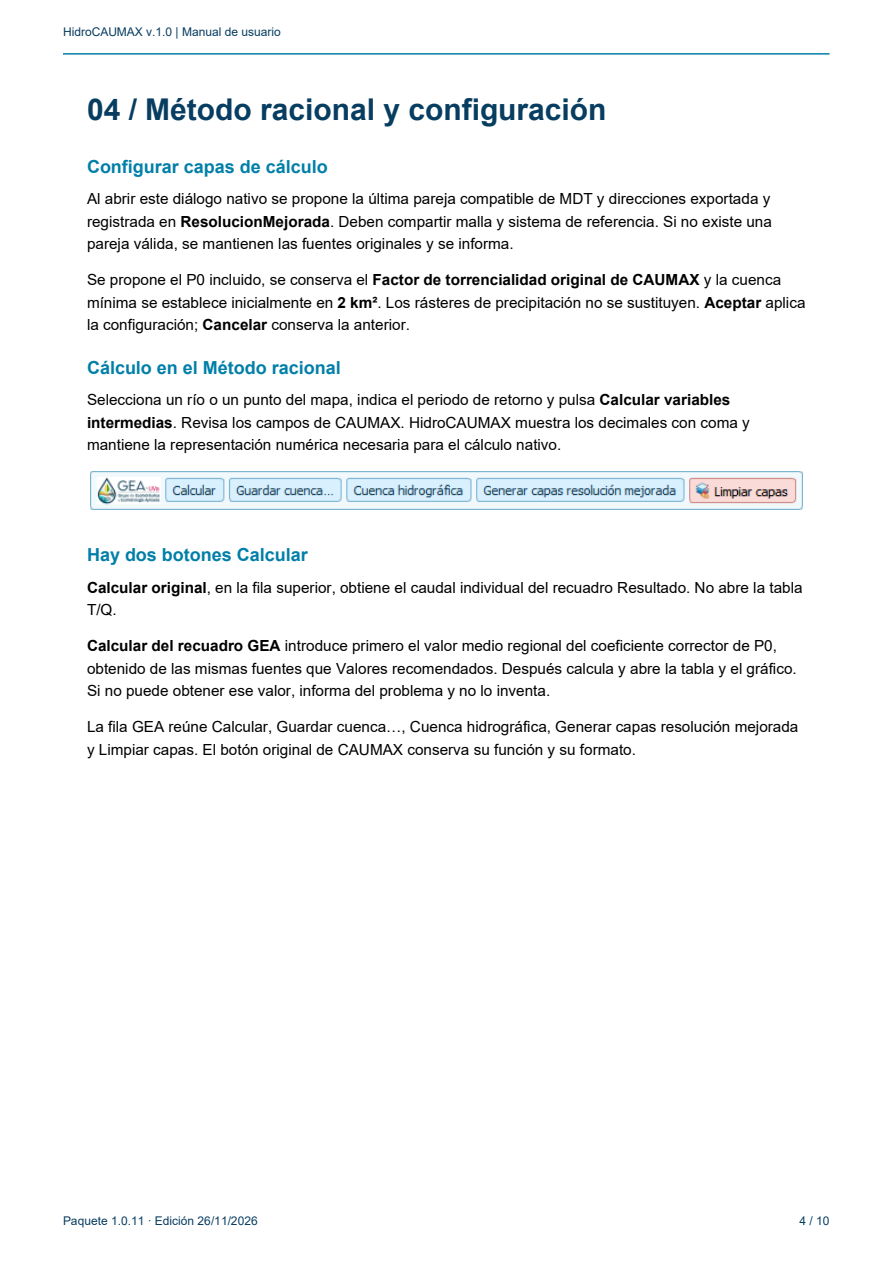 HidroCAUMAX v.1.0 | Manual de usuario
04 / Método racional y configuración
Configurar capas de cálculo
Al abrir este diálogo nativo se propone la última pareja compatible de MDT y direcciones exportada y
registrada en ResolucionMejorada. Deben compartir malla y sistema de referencia. Si no existe una
pareja válida, se mantienen las fuentes originales y se informa.
Se propone el P0 incluido, se conserva el Factor de torrencialidad original de CAUMAX y la cuenca
mínima se establece inicialmente en 2 km². Los rásteres de precipitación no se sustituyen. Aceptar aplica
la configuración; Cancelar conserva la anterior.
Cálculo en el Método racional
Selecciona un río o un punto del mapa, indica el periodo de retorno y pulsa Calcular variables
intermedias. Revisa los campos de CAUMAX. HidroCAUMAX muestra los decimales con coma y
mantiene la representación numérica necesaria para el cálculo nativo.
GEA-UVa Calcular Guardar cuenca... Cuenca hidrográfica Generar capas resolución mejorada Limpiar capas
Hay dos botones Calcular
Calcular original, en la fila superior, obtiene el caudal individual del recuadro Resultado. No abre la tabla
T/Q.
Calcular del recuadro GEA introduce primero el valor medio regional del coeficiente corrector de P0,
obtenido de las mismas fuentes que Valores recomendados. Después calcula y abre la tabla y el gráfico.
Si no puede obtener ese valor, informa del problema y no lo inventa.
La fila GEA reúne Calcular, Guardar cuenca…, Cuenca hidrográfica, Generar capas resolución mejorada
y Limpiar capas. El botón original de CAUMAX conserva su función y su formato.
Paquete 1.0.11 · Edición 26/11/2026
4 / 10